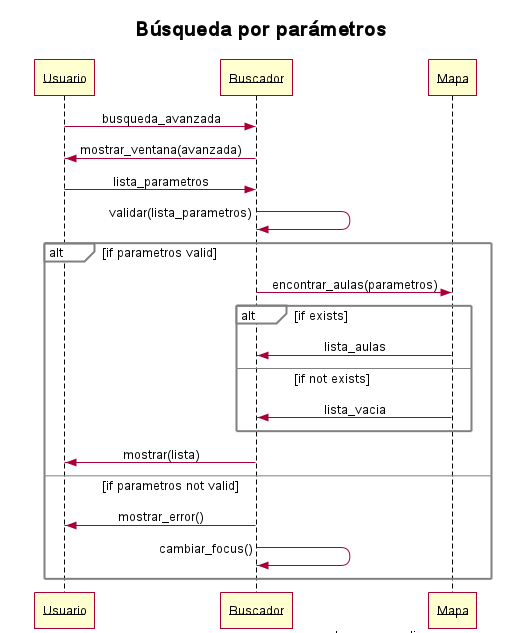 Búsqueda por parámetros
Usuario
Buscador
Mapa
busqueda_avanzada
mostrar_ventana(avanzada)
lista_parametros
validar(lista_parametros)
alt
[if parametros valid]
encontrar_aulas(parametros)
alt
[if exists]
lista_aulas
[if not exists]
lista_vacia
mostrar(lista)
[if parametros not valid]
mostrar_error()
cambiar_focus()
Usuario
Buscador
Mapa